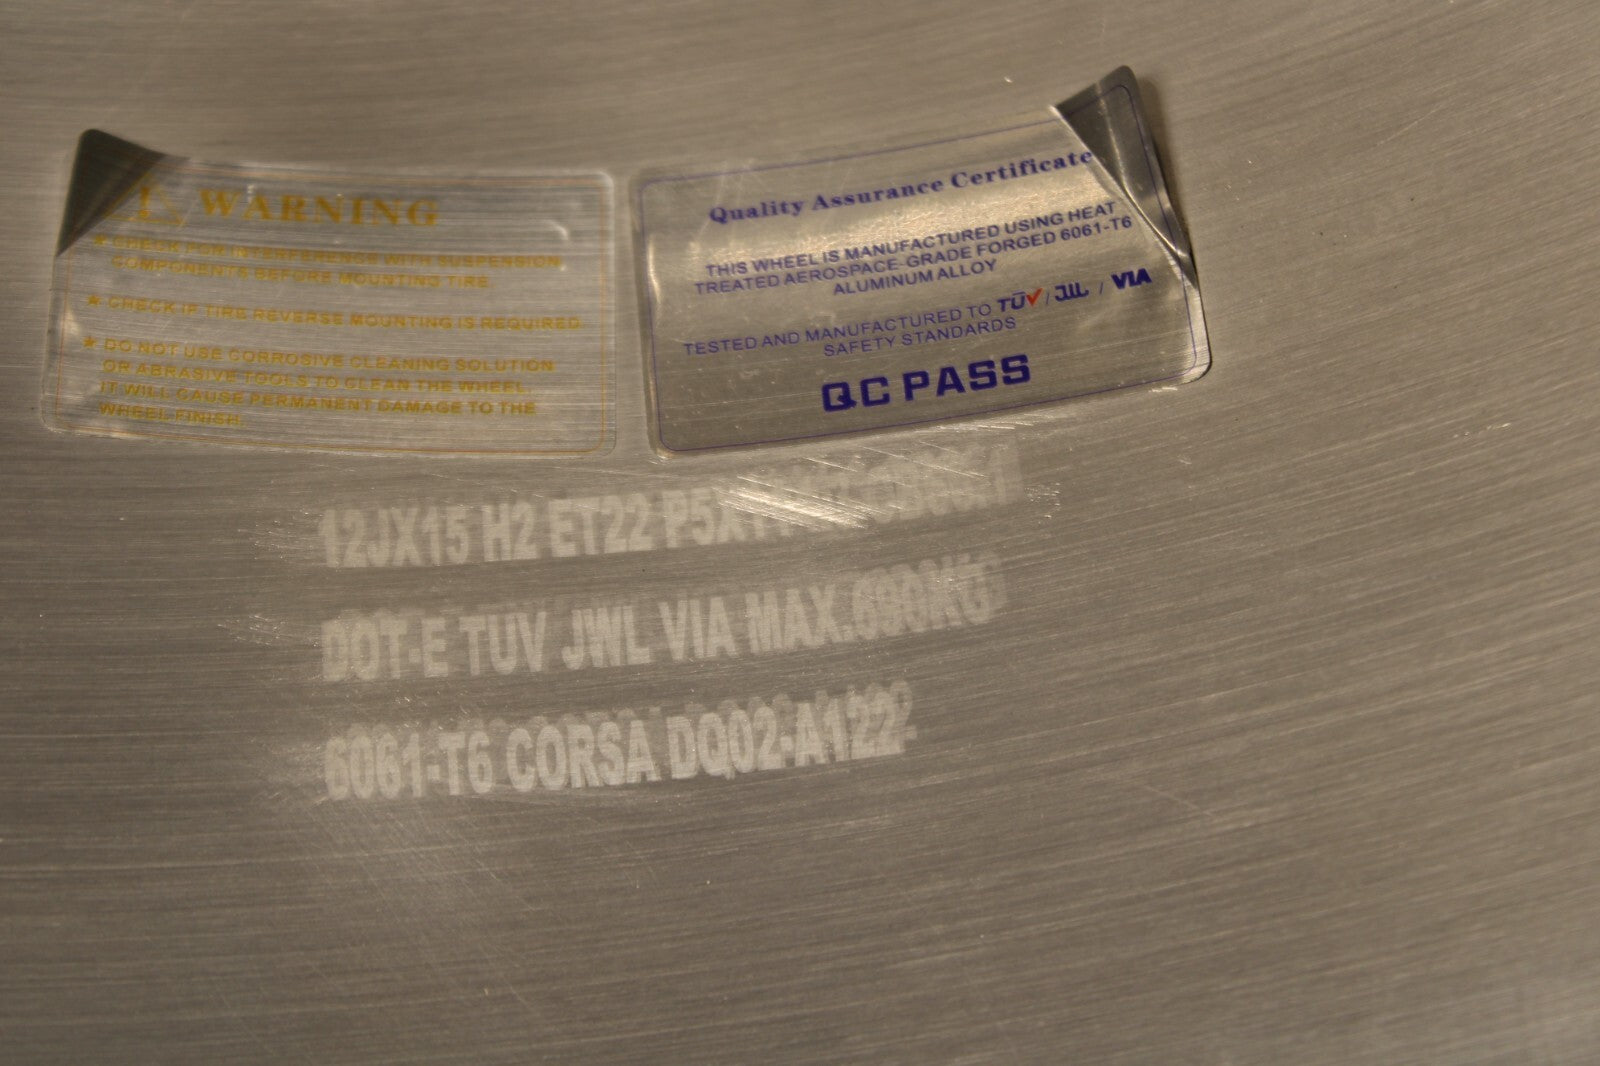 WARNING
★ CHECK FOR INTERFERENCE WITH SUSPENSION
COMPONENTS BEFORE MOUNTING TIRE.
★ CHECK IF TIRE REVERSE MOUNTING IS REQUIRED.
★ DO NOT USE CORROSIVE CLEANING SOLUTION
OR ABRASIVE TOOLS TO CLEAN THE WHEEL.
IT WILL CAUSE PERMANENT DAMAGE TO THE
WHEEL FINISH.
Quality Assurance Certificate
THIS WHEEL IS MANUFACTURED USING HEAT
TREATED AEROSPACE-GRADE FORGED 6061-T6
ALUMINUM ALLOY
TESTED AND MANUFACTURED TO TÜV / JWL / VIA
SAFETY STANDARDS
QC PASS
12JX15 H2 ET22
DOT-E TUV JWL VIA MAX.690KG
6061-T6 CORSA DQ02-A122